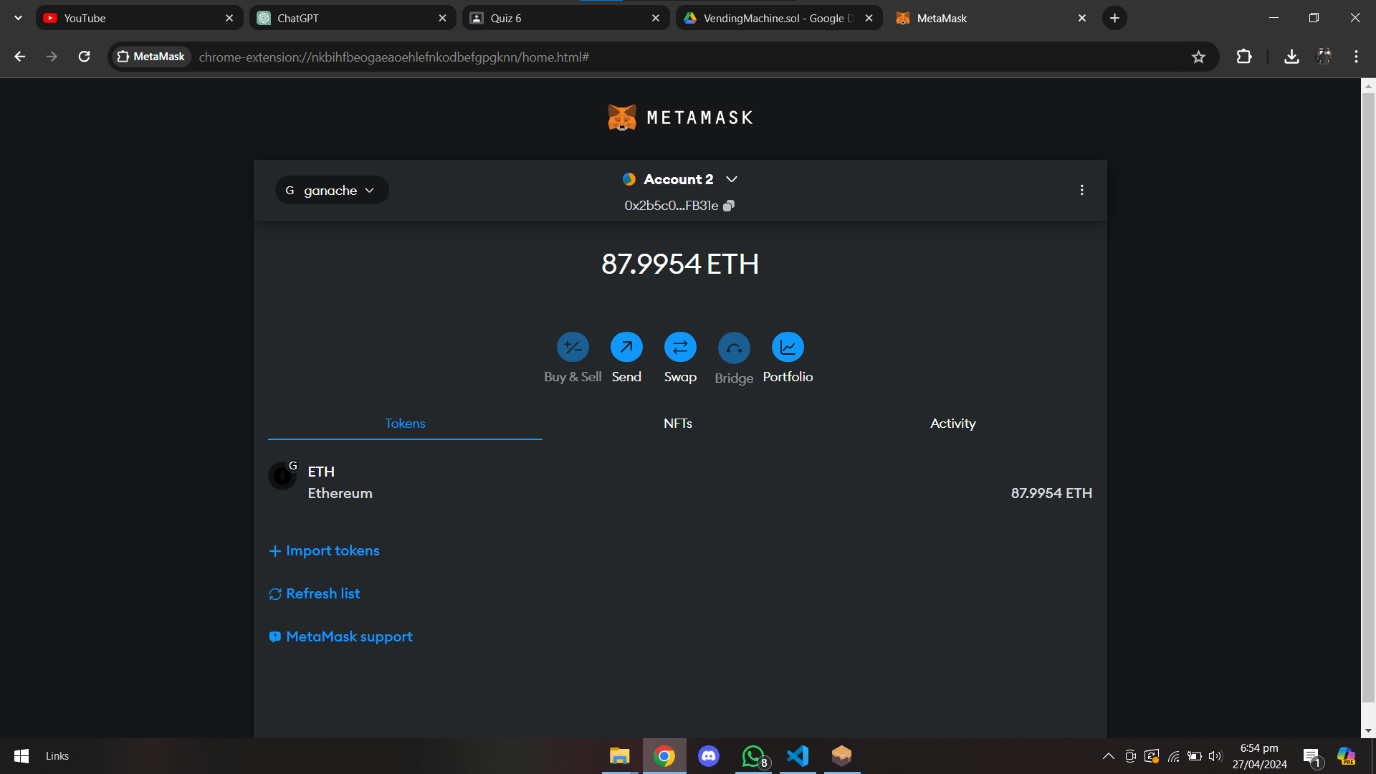 YouTube
ChatGPT
Quiz 6
VendingMachine.sol - Google D
MetaMask
MetaMask
chrome-extension://nkbihfbeogaeaoehlefnkodbefgpgknn/home.html#
METAMASK
G ganache
Account 2
0x2b5c0...FB31e
87.9954 ETH
Buy & Sell
Send
Swap
Bridge
Portfolio
Tokens
NFTs
Activity
G
ETH
Ethereum
87.9954 ETH
Import tokens
Refresh list
MetaMask support
Links
8
6:54 pm
27/04/2024
1
PRE